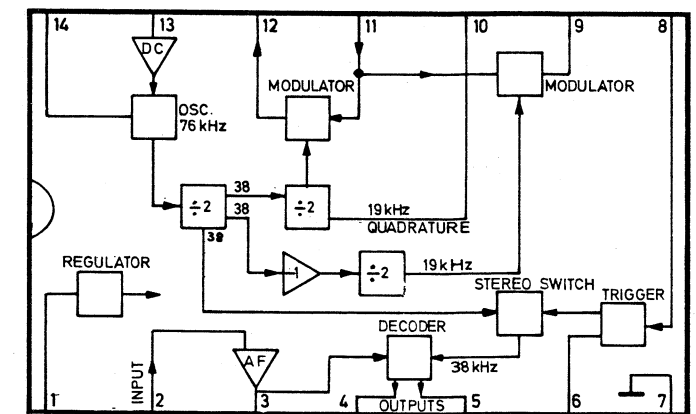 14
13
12
11
10
9
8
DC
MODULATOR
MODULATOR
OSC.
76 kHz
38
÷2
38
÷2
38
19 kHz
QUADRATURE
-1
÷2
19 kHz
REGULATOR
STEREO SWITCH
TRIGGER
DECODER
AF
38 kHz
INPUT
1
2
3
4
OUTPUTS
5
6
7